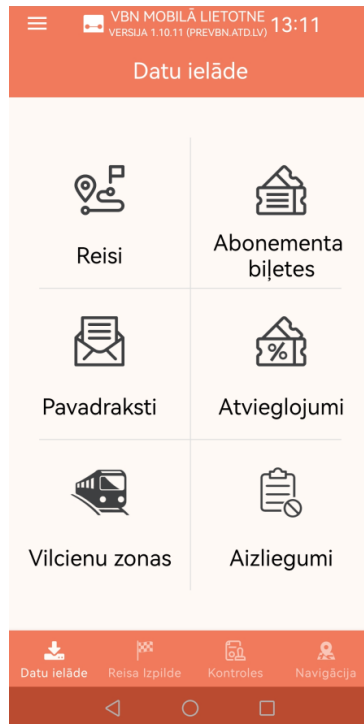 VBN MOBILĀ LIETOTNE
VERSIJA 1.10.11 (PREVBN.ATD.LV)
13:11
Datu ielāde
Reisi
Abonementa
biļetes
Pavadraksti
%
Atvieglojumi
Vilcienu zonas
Aizliegumi
Datu ielāde
Reisa Izpilde
Kontroles
Navigācija